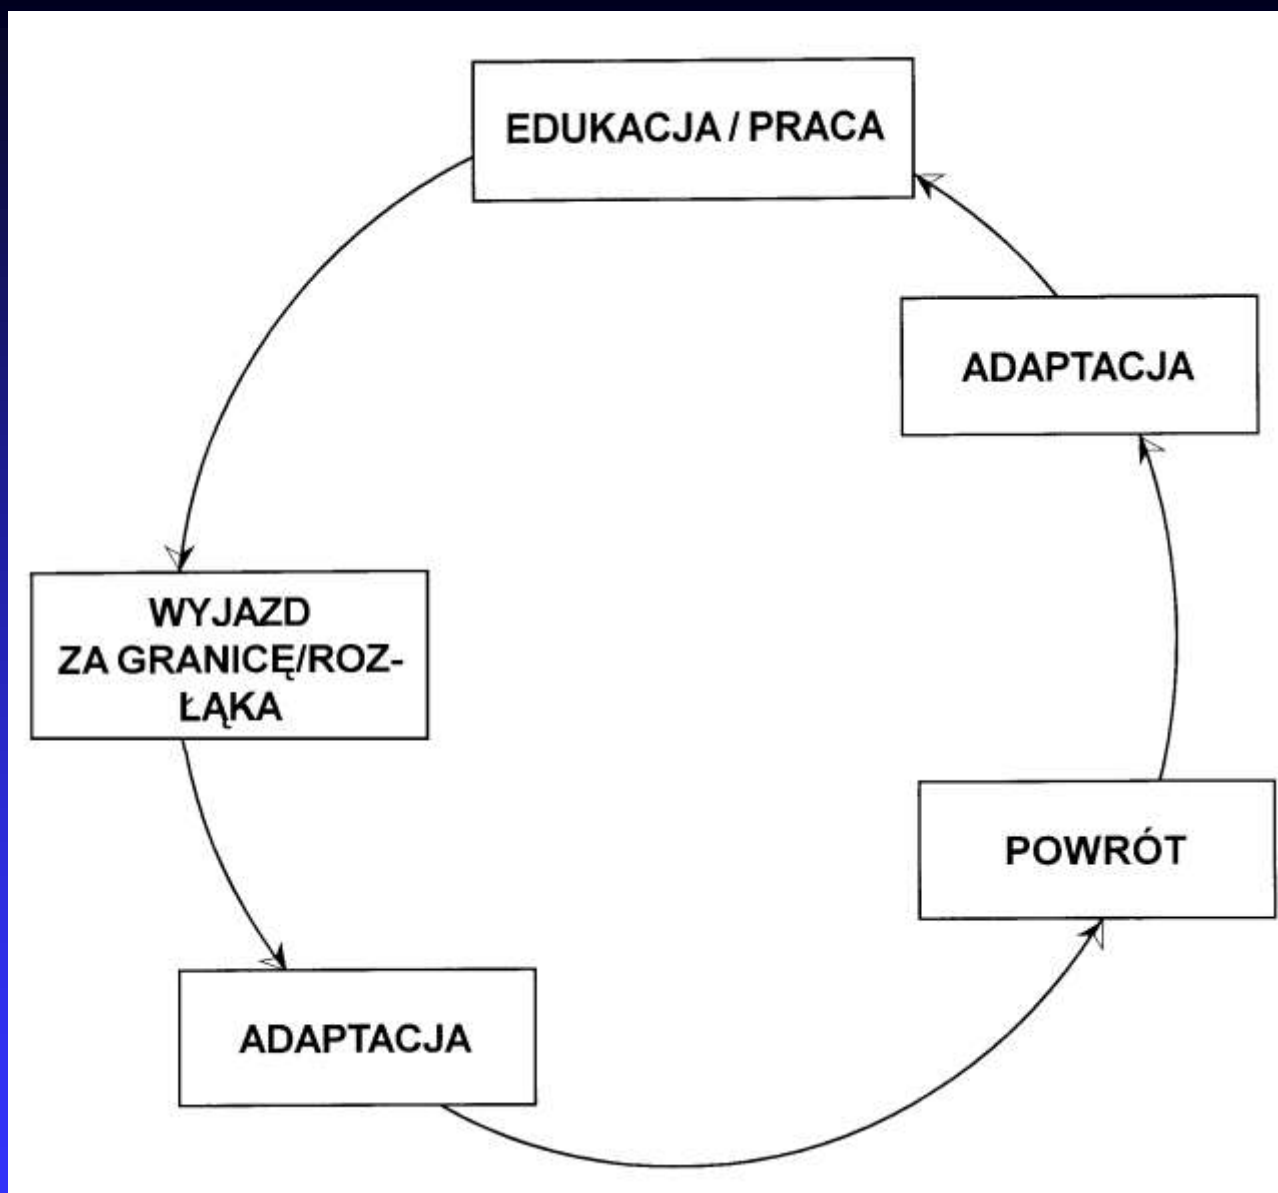 EDUKACJA / PRACA
ADAPTACJA
WYJAZD
ZA GRANICĘ/ROZ-
ŁĄKA
POWRÓT
ADAPTACJA